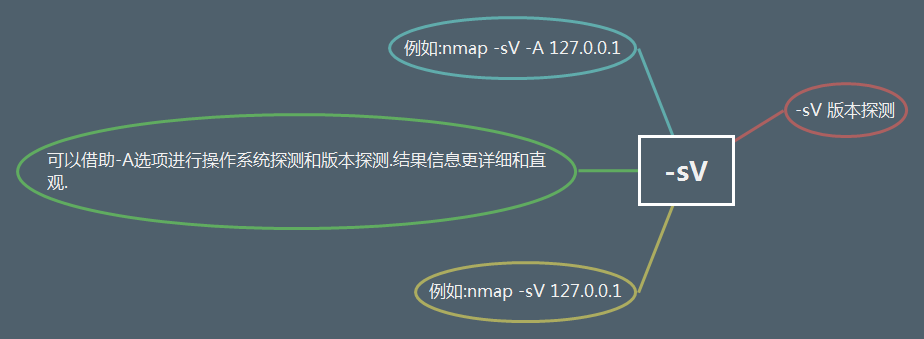 例如:nmap -sV -A 127.0.0.1
-sV 版本探测
可以借助-A选项进行操作系统探测和版本探测.结果信息更详细和直
观.
-sV
例如:nmap -sV 127.0.0.1